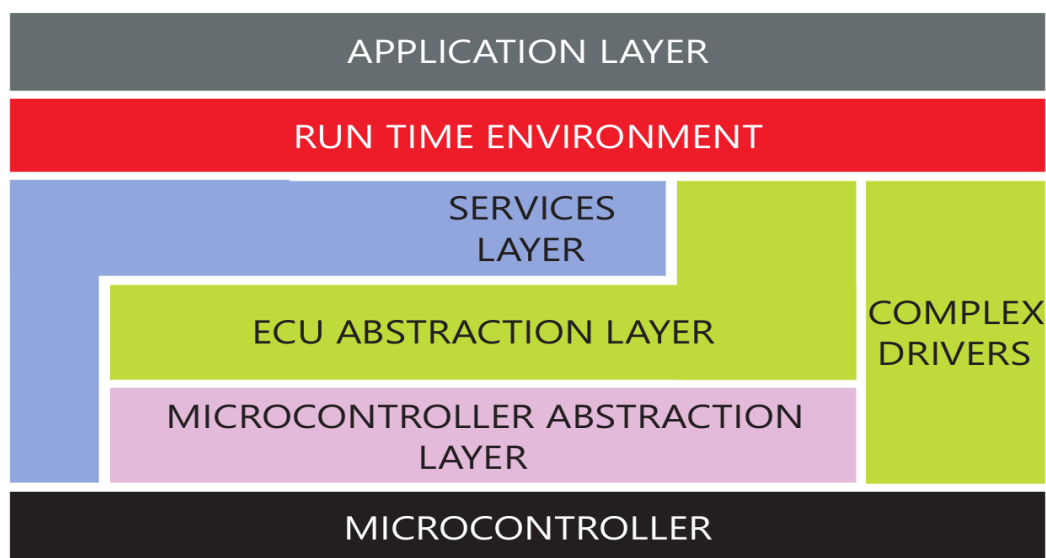 APPLICATION LAYER
RUN TIME ENVIRONMENT
SERVICES
LAYER
ECU ABSTRACTION LAYER
COMPLEX
DRIVERS
MICROCONTROLLER ABSTRACTION
LAYER
MICROCONTROLLER